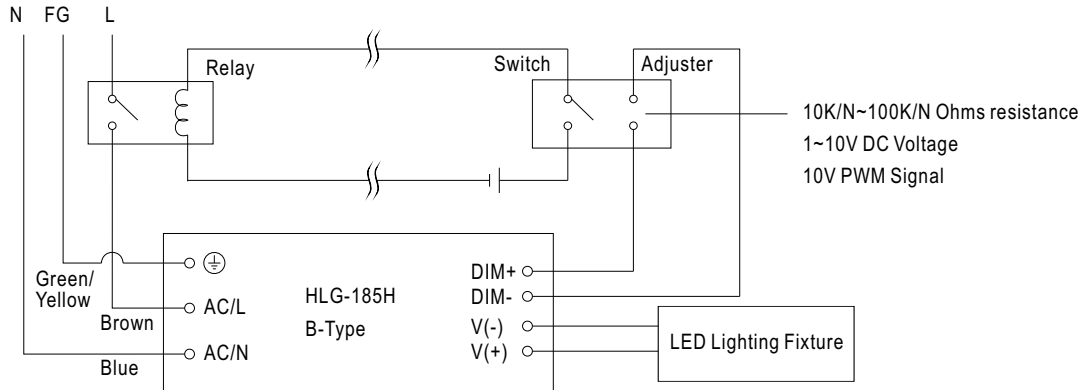 N FG L
Relay
Switch
Adjuster
10K/N~100K/N Ohms resistance
1~10V DC Voltage
10V PWM Signal
Green/
Yellow
Brown
Blue
AC/L
AC/N
HLG-185H
B-Type
DIM+
DIM-
V(-)
V(+)
LED Lighting Fixture